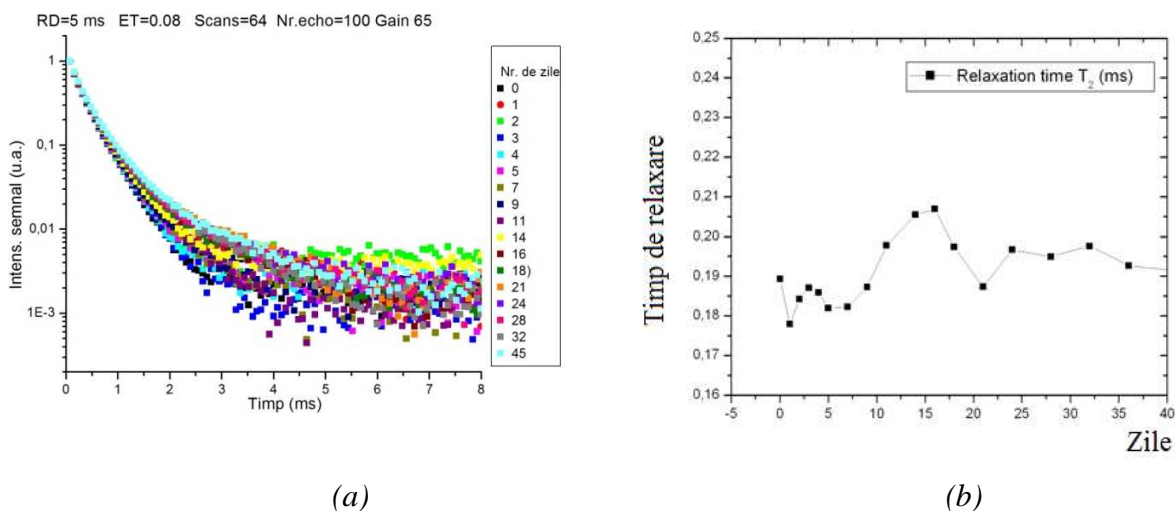 RD=5 ms ET=0.08 Scans=64 Nr.echo=100 Gain 65
Intens. semnal (u.a.)
1
0,1
0,01
1E-3
0 1 2 3 4 5 6 7 8
Timp (ms)
Nr. de zile
0
1
2
3
4
5
7
9
11
14
16
18)
21
24
28
32
45
(a)
Timp de relaxare
0,25
0,24
0,23
0,22
0,21
0,20
0,19
0,18
0,17
0,16
Relaxation time T2 (ms)
-5 0 5 10 15 20 25 30 35 40
Zile
(b)